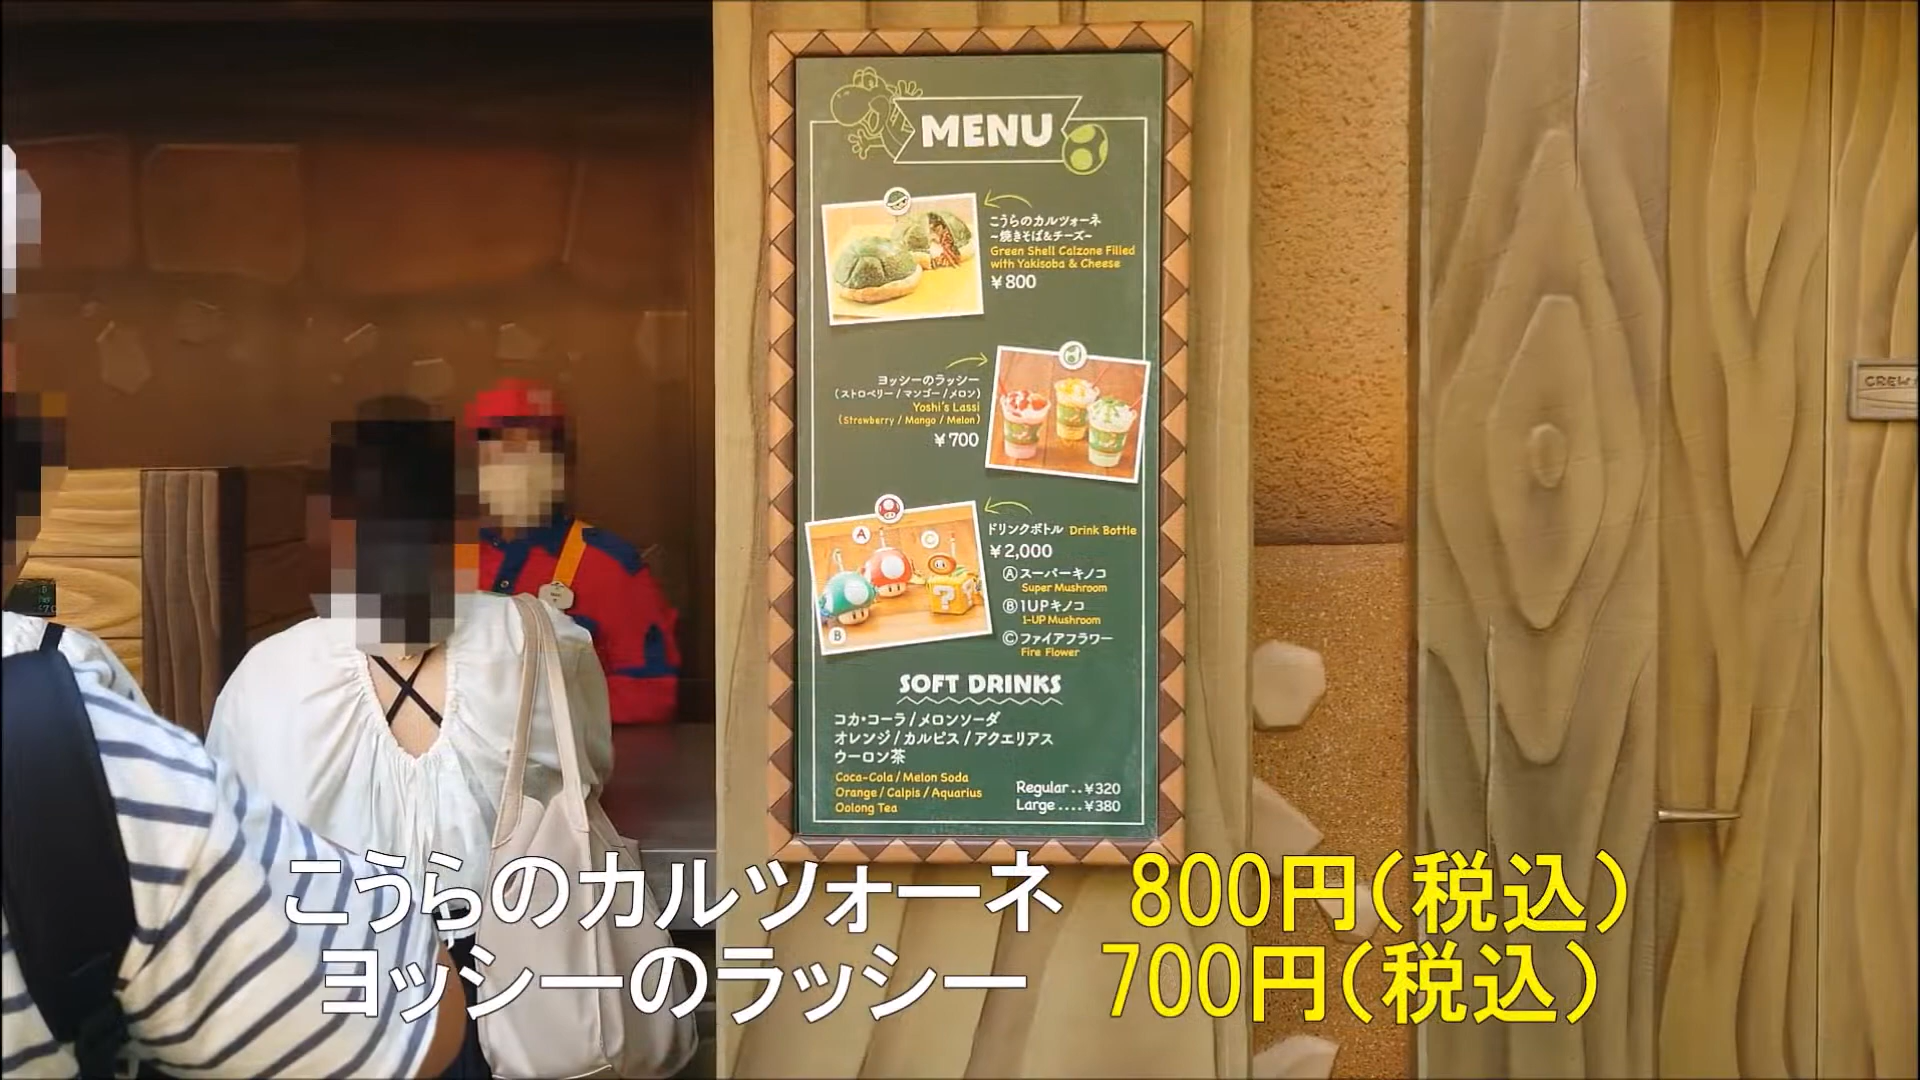 MENU
こうらのカルツォーネ
~焼きそば&チーズ~
Green Shell Calzone Filled
with Yakisoba & Cheese
¥800
ヨッシーのラッシー
(ストロベリー/マンゴー/メロン)
Yoshi's Lassi
(Strawberry / Mango / Melon)
¥700
A
C
B
ドリンクボトル Drink Bottle
¥2,000
Ⓐスーパーキノコ
Super Mushroom
Ⓑ1UPキノコ
1-UP Mushroom
Ⓒファイアフラワー
Fire Flower
SOFT DRINKS
コカ・コーラ/メロンソーダ
オレンジ/カルピス/アクエリアス
ウーロン茶
Coca-Cola / Melon Soda
Orange / Calpis / Aquarius
Oolong Tea
Regular..¥320
Large....¥380
CREW
こうらのカルツォーネ 800円(税込)
ヨッシーのラッシー 700円(税込)